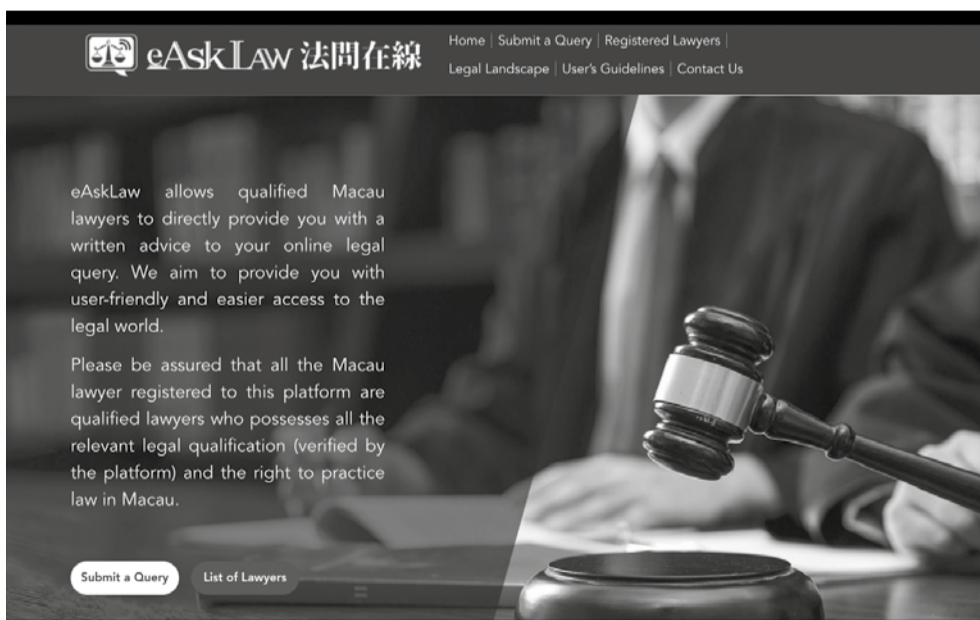 eAskLaw 法問在線
Home | Submit a Query | Registered Lawyers |
Legal Landscape | User's Guidelines | Contact Us
eAskLaw allows qualified Macau
lawyers to directly provide you with a
written advice to your online legal
query. We aim to provide you with
user-friendly and easier access to the
legal world.
Please be assured that all the Macau
lawyer registered to this platform are
qualified lawyers who possesses all the
relevant legal qualification (verified by
the platform) and the right to practice
law in Macau.
Submit a Query
List of Lawyers